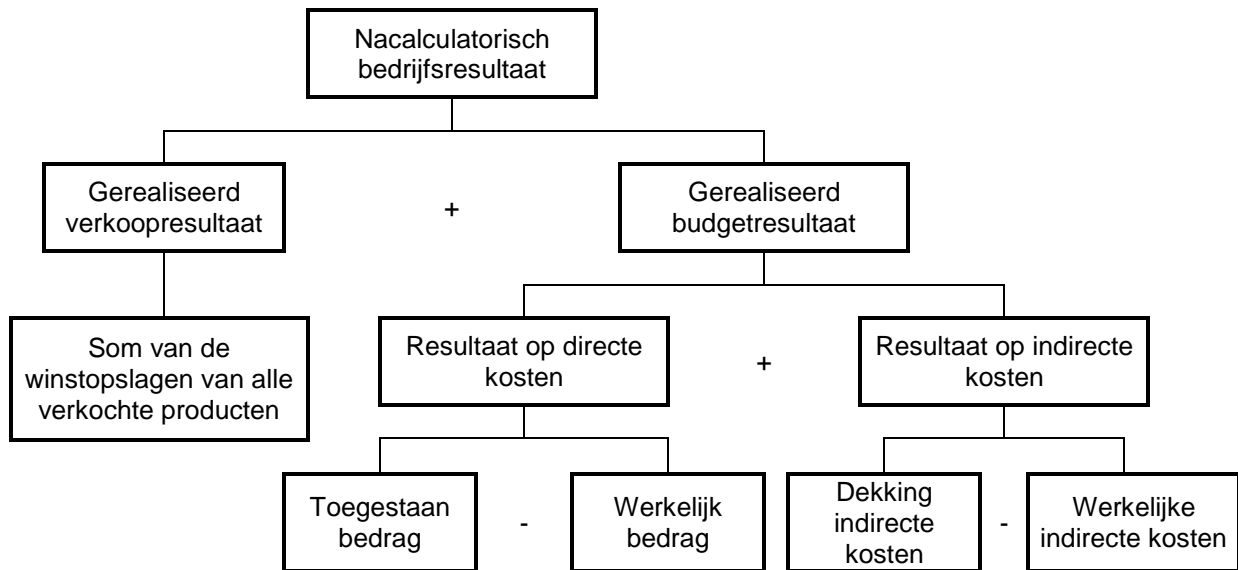 Nacalculatorisch
bedrijfsresultaat
Gerealiseerd
verkoopresultaat
+
Gerealiseerd
budgetresultaat
Som van de
winstopslagen van alle
verkochte producten
Resultaat op directe
kosten
+
Resultaat op indirecte
kosten
Toegestaan
bedrag
-
Werkelijk
bedrag
Dekking
indirecte
kosten
-
Werkelijke
indirecte kosten